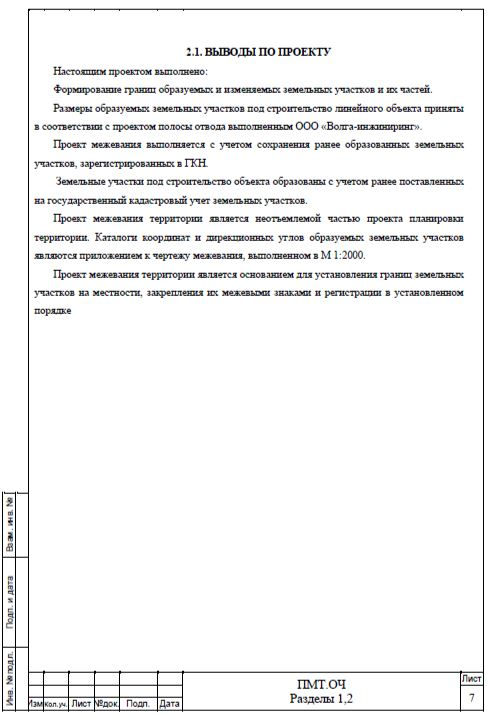 2.1. ВЫВОДЫ ПО ПРОЕКТУ
Настоящим проектом выполнено:
Формирование границ образуемых и изменяемых земельных участков и их частей.
Размеры образуемых земельных участков под строительство линейного объекта приняты
в соответствии с проектом полосы отвода выполненным ООО «Волга-инжиниринг».
Проект межевания выполняется с учетом сохранения ранее образованных земельных
участков, зарегистрированных в ГКН.
Земельные участки под строительство объекта образованы с учетом ранее поставленных
на государственный кадастровый учет земельных участков.
Проект межевания территории является неотъемлемой частью проекта планировки
территории. Каталоги координат и дирекционных углов образуемых земельных участков
являются приложением к чертежу межевания, выполненном в М 1:2000.
Проект межевания территории является основанием для установления границ земельных
участков на местности, закрепления их межевыми знаками и регистрации в установленном
порядке
Взам. инв. №
Подп. и дата
Инв. № подл.
Изм Кол.уч. Лист №док. Подп. Дата
ПМТ.ОЧ
Разделы 1,2
Лист
7